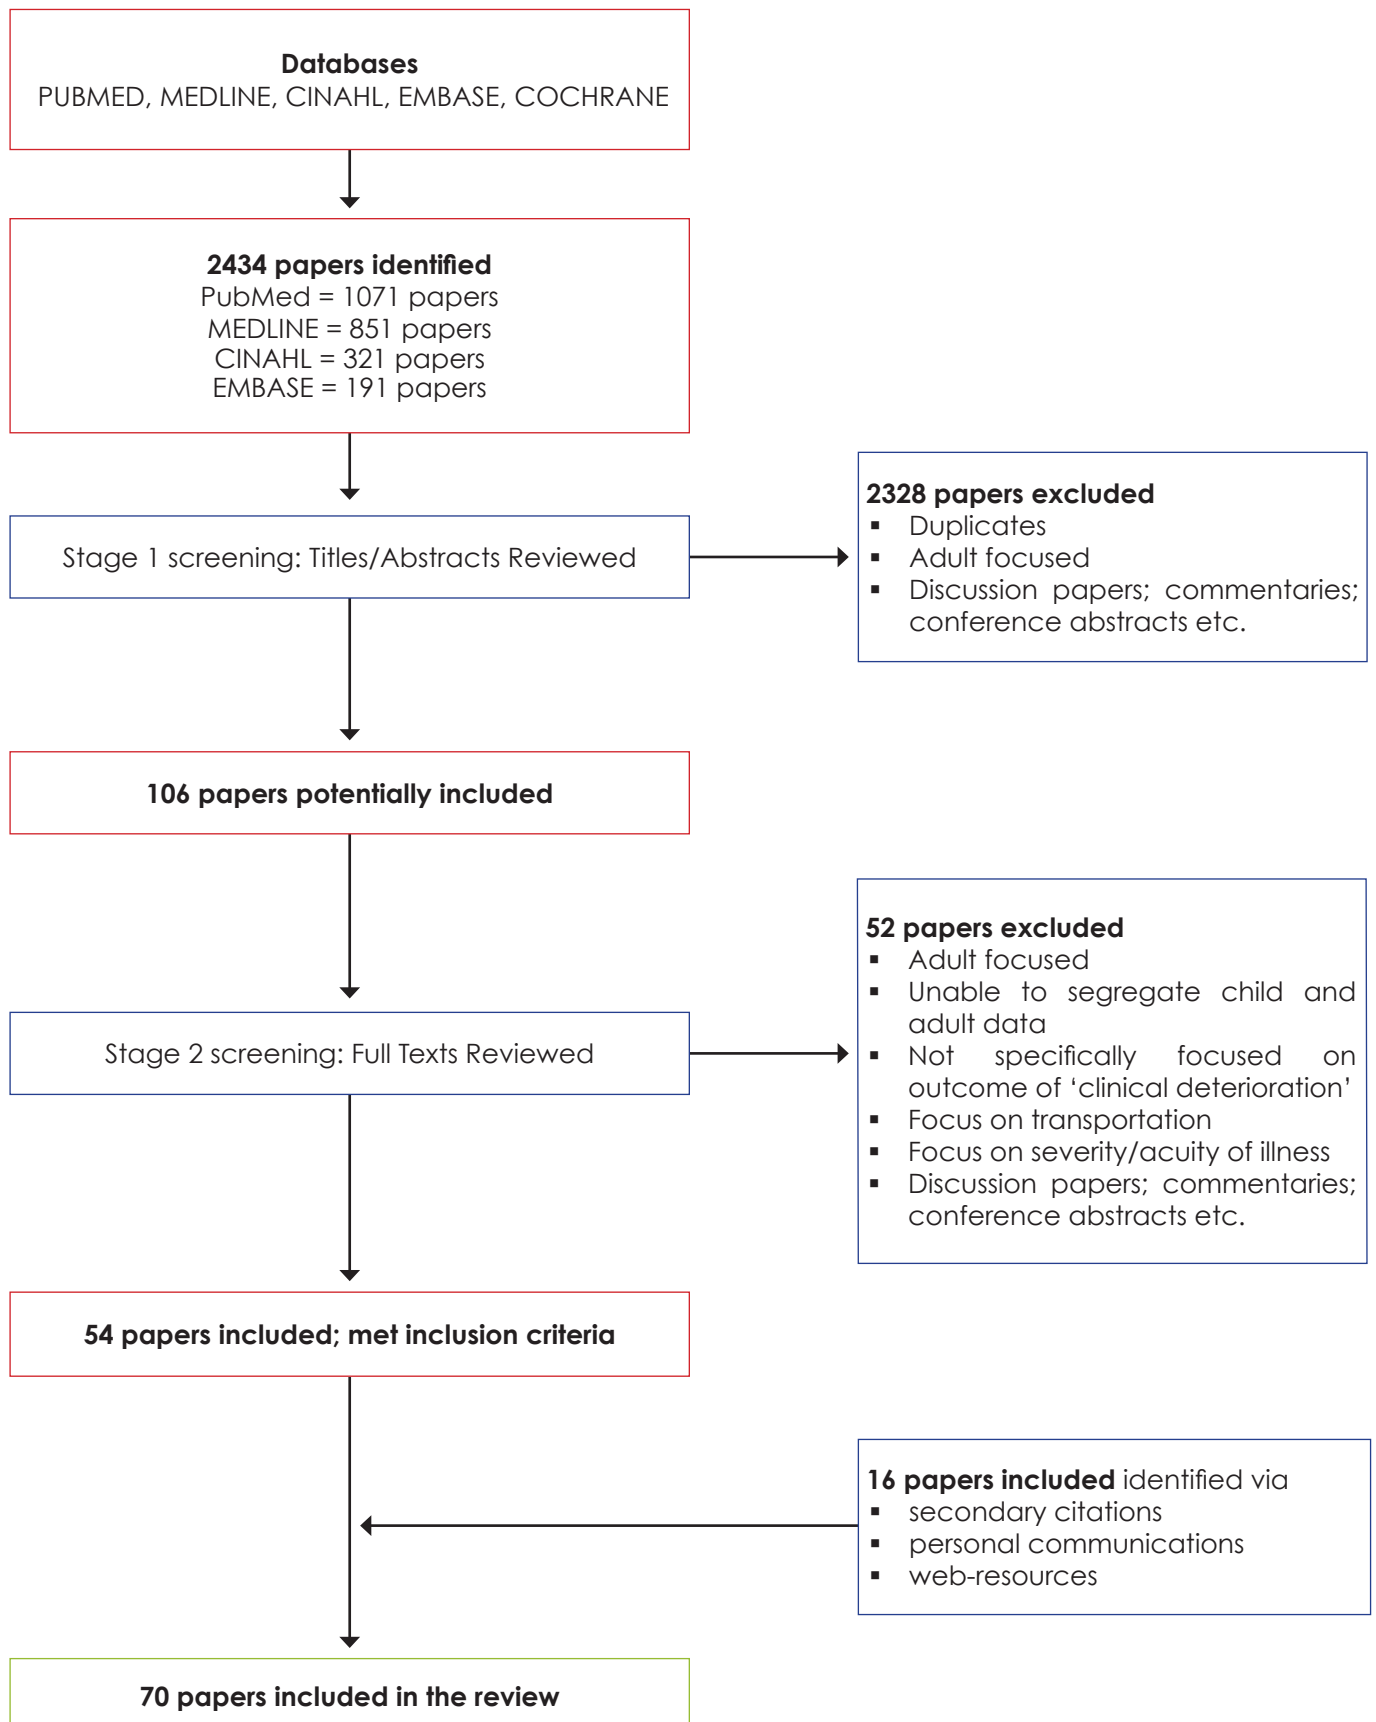 Databases
PUBMED, MEDLINE, CINAHL, EMBASE, COCHRANE
2434 papers identified
PubMed = 1071 papers
MEDLINE = 851 papers
CINAHL = 321 papers
EMBASE = 191 papers
Stage 1 screening: Titles/Abstracts Reviewed
2328 papers excluded
▪ Duplicates
▪ Adult focused
▪ Discussion papers; commentaries;
conference abstracts etc.
106 papers potentially included
Stage 2 screening: Full Texts Reviewed
52 papers excluded
▪ Adult focused
▪ Unable to segregate child and
adult data
▪ Not specifically focused on
outcome of ‘clinical deterioration’
▪ Focus on transportation
▪ Focus on severity/acuity of illness
▪ Discussion papers; commentaries;
conference abstracts etc.
54 papers included; met inclusion criteria
16 papers included identified via
▪ secondary citations
▪ personal communications
▪ web-resources
70 papers included in the review